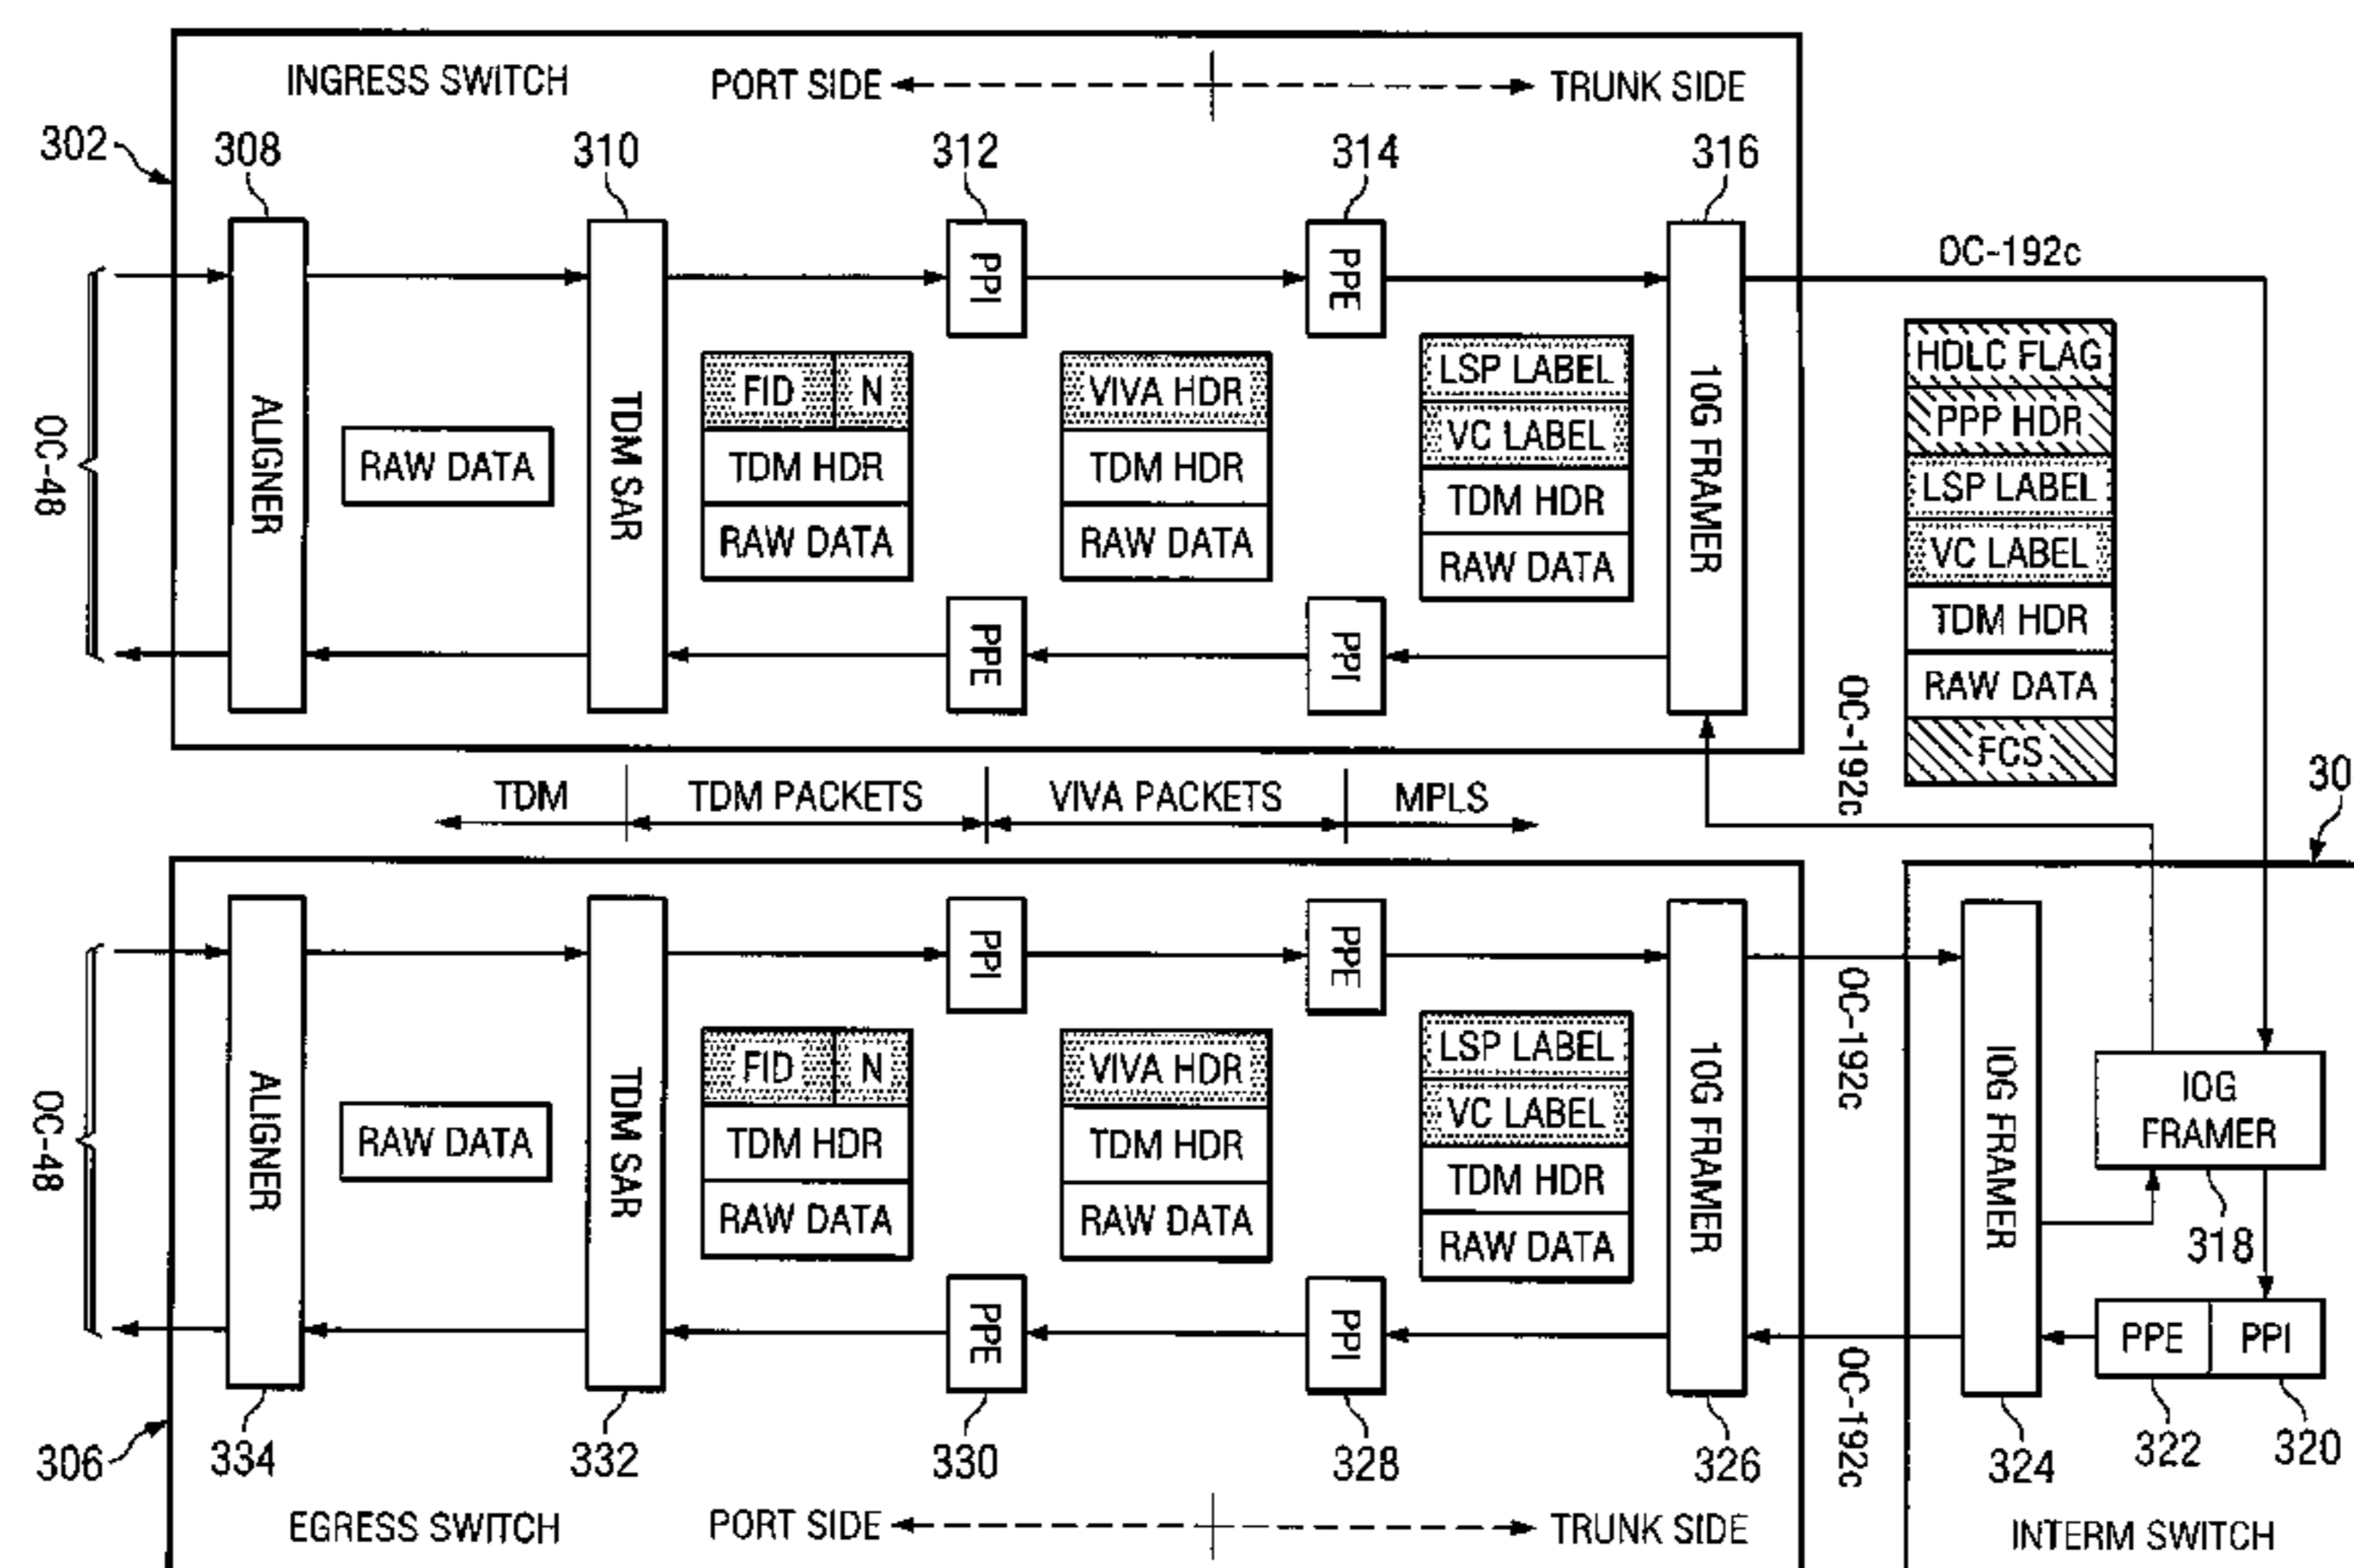 INGRESS SWITCH
PORT SIDE
TRUNK SIDE
302
308
310
312
314
316
OC-48
ALIGNER
RAW DATA
TDM SAR
FID N
TDM HDR
RAW DATA
PPI
VIVA HDR
TDM HDR
RAW DATA
PPE
LSP LABEL
VC LABEL
TDM HDR
RAW DATA
10G FRAMER
PPE
PPI
OC-192c
HDLC FLAG
PPP HDR
LSP LABEL
VC LABEL
TDM HDR
RAW DATA
FCS
OC-192c
TDM
TDM PACKETS
VIVA PACKETS
MPLS
30
OC-48
ALIGNER
RAW DATA
TDM SAR
FID N
TDM HDR
RAW DATA
PPI
VIVA HDR
TDM HDR
RAW DATA
PPE
LSP LABEL
VC LABEL
TDM HDR
RAW DATA
10G FRAMER
PPE
PPI
OC-192c
OC-192c
IOG FRAMER
IOG
FRAMER
318
PPE PPI
306
334
332
330
328
326
324
322
320
EGRESS SWITCH
PORT SIDE
TRUNK SIDE
INTERM SWITCH